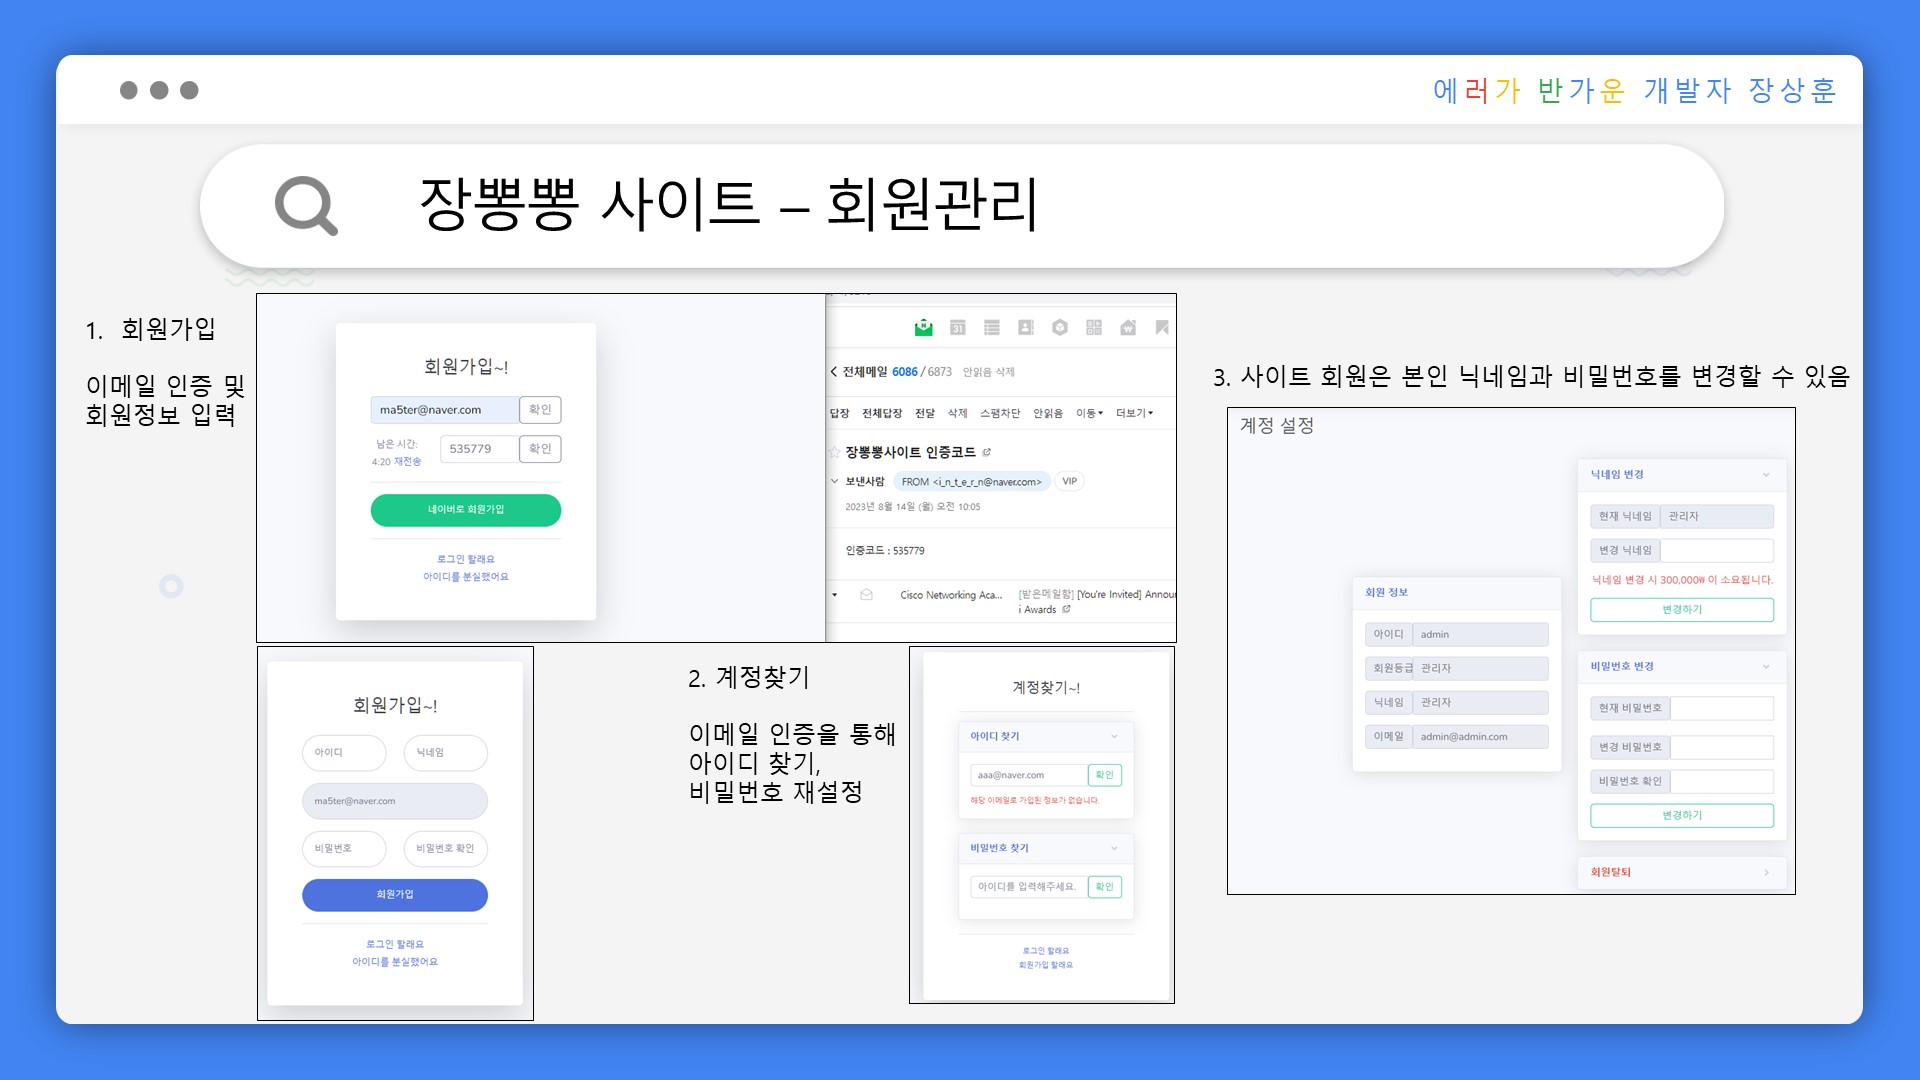 에러가 반가운 개발자 장상훈
장뽕뽕 사이트 – 회원관리
1. 회원가입
이메일 인증 및
회원정보 입력
회원가입~!
ma5ter@naver.com 확인
남은 시간:
4:20 재전송
535779 확인
네이버로 회원가입
로그인 할래요
아이디를 분실했어요
31
전체메일 6086 / 6873 안읽음 삭제
답장 전체답장 전달 삭제 스팸차단 안읽음 이동 더보기
장뽕뽕사이트 인증코드
보낸사람 FROM <i_n_t_e_r_n@naver.com> VIP
2023년 8월 14일 (월) 오전 10:05
인증코드 : 535779
Cisco Networking Aca... [받은메일함] [You're Invited] Annour
i Awards
회원가입~!
아이디 닉네임
ma5ter@naver.com
비밀번호 비밀번호 확인
회원가입
로그인 할래요
아이디를 분실했어요
2. 계정찾기
이메일 인증을 통해
아이디 찾기,
비밀번호 재설정
계정찾기~!
아이디 찾기
aaa@naver.com 확인
해당 이메일로 가입된 정보가 없습니다.
비밀번호 찾기
아이디를 입력해주세요. 확인
로그인 할래요
회원가입 할래요
3. 사이트 회원은 본인 닉네임과 비밀번호를 변경할 수 있음
계정 설정
회원 정보
아이디 admin
회원등급 관리자
닉네임 관리자
이메일 admin@admin.com
닉네임 변경
현재 닉네임 관리자
변경 닉네임
닉네임 변경 시 300,000₩ 이 소요됩니다.
변경하기
비밀번호 변경
현재 비밀번호
변경 비밀번호
비밀번호 확인
변경하기
회원탈퇴